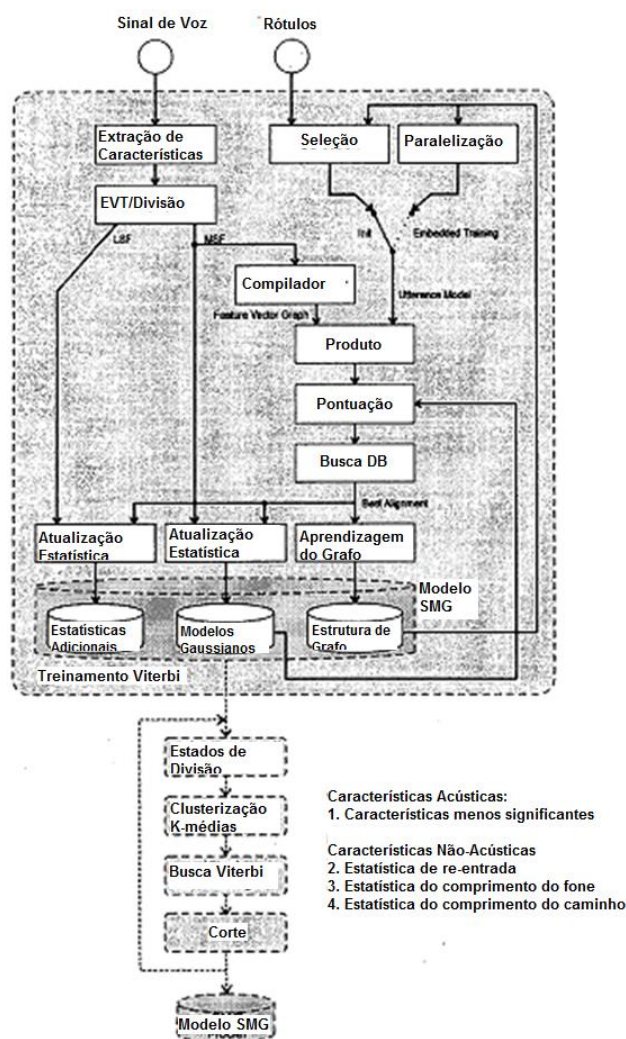 Sinal de Voz
Rótulos
Extração de
Características
Seleção
Paralelização
EVT/Divisão
LSF
MSF
Init
Embedded Training
Compilador
Feature Vector Graph
Utterance Model
Produto
Pontuação
Busca DB
Best Alignment
Atualização
Estatística
Atualização
Estatística
Aprendizagem
do Grafo
Modelo
SMG
Estatísticas
Adicionais
Modelos
Gaussianos
Estrutura de
Grafo
Treinamento Viterbi
Estados de
Divisão
Clusterização
K-médias
Busca Viterbi
Corte
Modelo SMG
Características Acústicas:
1. Características menos significantes
Características Não-Acústicas
2. Estatística de re-entrada
3. Estatística do comprimento do fone
4. Estatística do comprimento do caminho